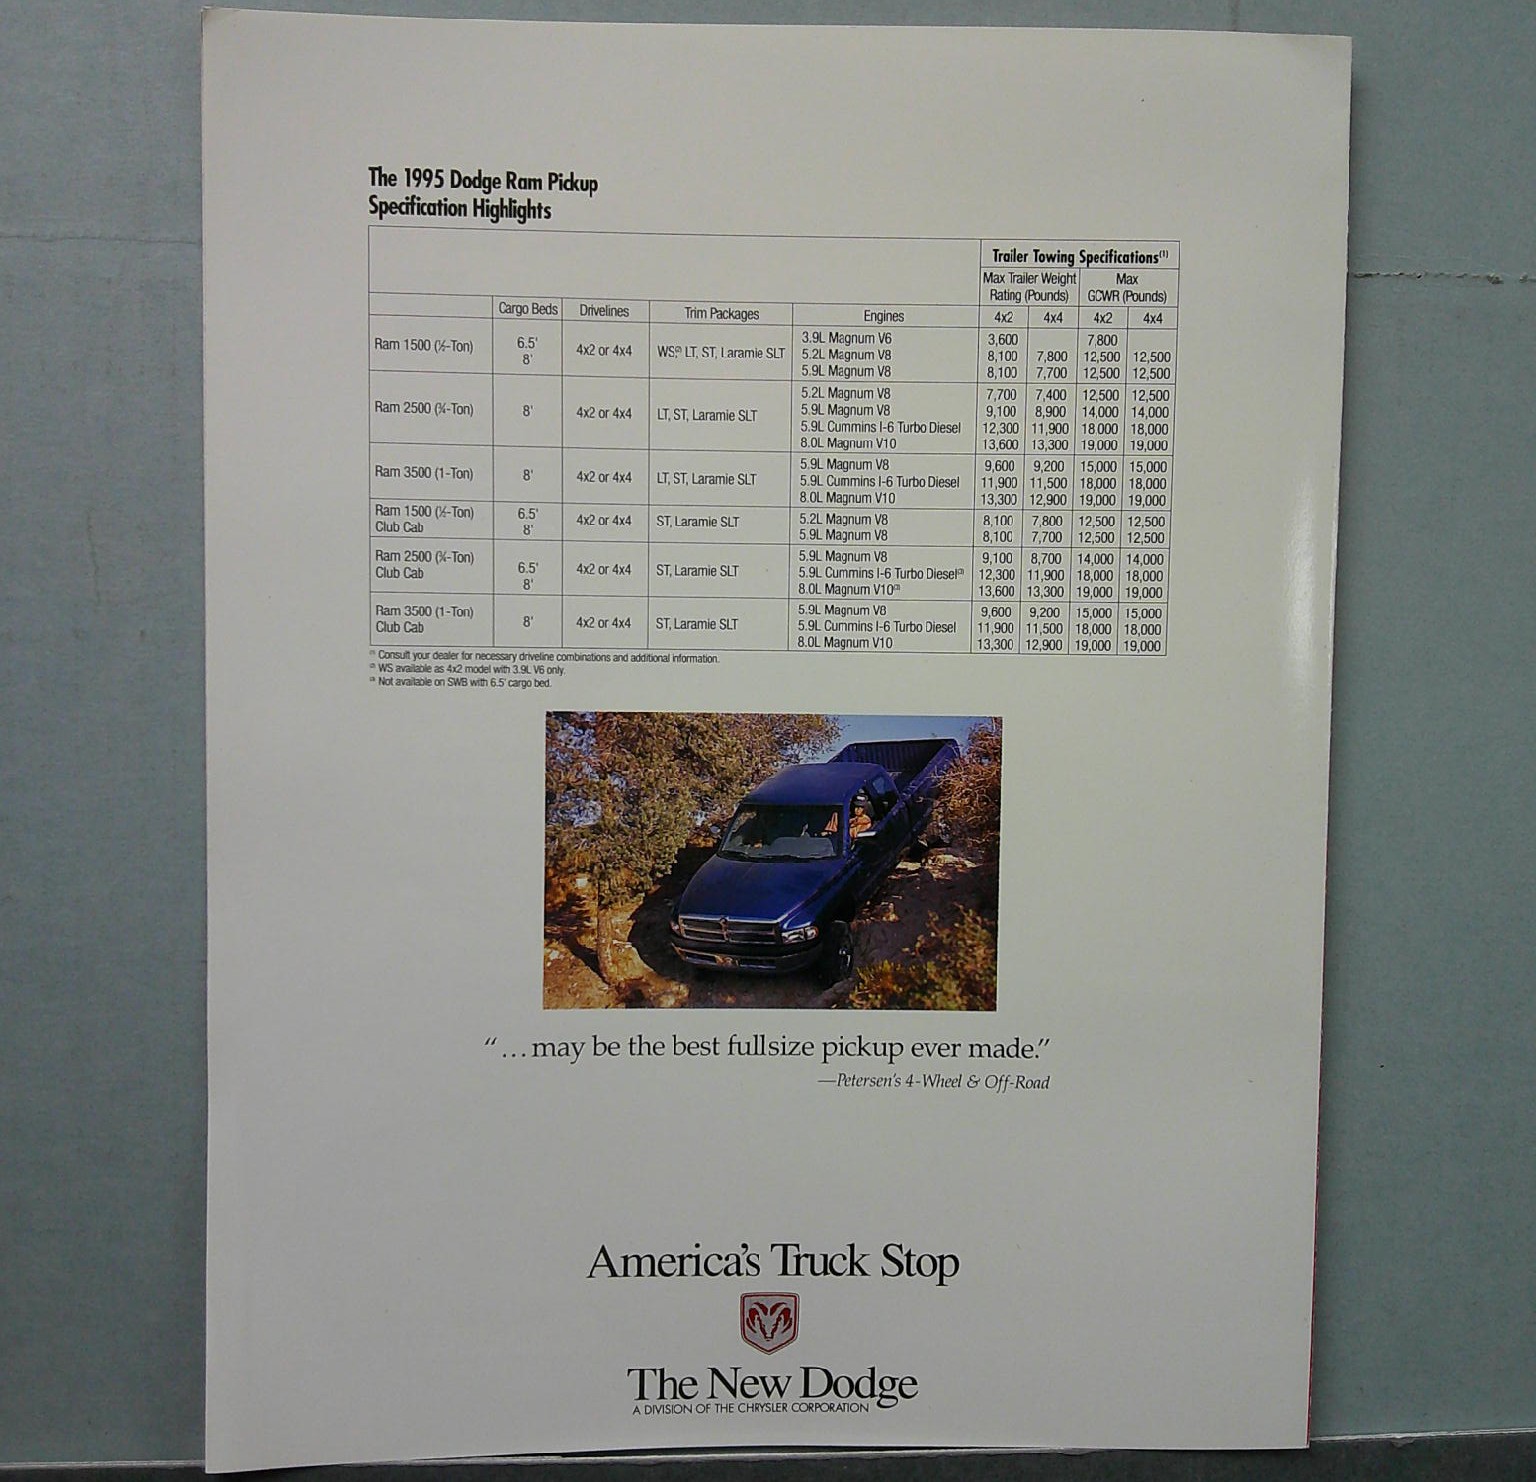 The 1995 Dodge Ram Pickup
Specification Highlights
Trailer Towing Specifications(1)
Max Trailer Weight Max
Rating (Pounds) GCWR (Pounds)
Cargo Beds Drivelines Trim Packages Engines 4x2 4x4 4x2 4x4
Ram 1500 (½-Ton) 6.5' 8' 4x2 or 4x4 WS,(2) LT, ST, Laramie SLT
3.9L Magnum V6 3,600 7,800
5.2L Magnum V8 8,100 7,800 12,500 12,500
5.9L Magnum V8 8,100 7,700 12,500 12,500
Ram 2500 (¾-Ton) 8' 4x2 or 4x4 LT, ST, Laramie SLT
5.2L Magnum V8 7,700 7,400 12,500 12,500
5.9L Magnum V8 9,100 8,900 14,000 14,000
5.9L Cummins I-6 Turbo Diesel 12,300 11,900 18,000 18,000
8.0L Magnum V10 13,600 13,300 19,000 19,000
Ram 3500 (1-Ton) 8' 4x2 or 4x4 LT, ST, Laramie SLT
5.9L Magnum V8 9,600 9,200 15,000 15,000
5.9L Cummins I-6 Turbo Diesel 11,900 11,500 18,000 18,000
8.0L Magnum V10 13,300 12,900 19,000 19,000
Ram 1500 (½-Ton) Club Cab 6.5' 8' 4x2 or 4x4 ST, Laramie SLT
5.2L Magnum V8 8,100 7,800 12,500 12,500
5.9L Magnum V8 8,100 7,700 12,500 12,500
Ram 2500 (¾-Ton) Club Cab 6.5' 8' 4x2 or 4x4 ST, Laramie SLT
5.9L Magnum V8 9,100 8,700 14,000 14,000
5.9L Cummins I-6 Turbo Diesel(3) 12,300 11,900 18,000 18,000
8.0L Magnum V10(3) 13,600 13,300 19,000 19,000
Ram 3500 (1-Ton) Club Cab 8' 4x2 or 4x4 ST, Laramie SLT
5.9L Magnum V8 9,600 9,200 15,000 15,000
5.9L Cummins I-6 Turbo Diesel 11,900 11,500 18,000 18,000
8.0L Magnum V10 13,300 12,900 19,000 19,000
(1) Consult your dealer for necessary driveline combinations and additional information.
(2) WS available as 4x2 model with 3.9L V6 only.
(3) Not available on SWB with 6.5' cargo bed.
"...may be the best fullsize pickup ever made."
—Petersen's 4-Wheel & Off-Road
America's Truck Stop
The New Dodge
A DIVISION OF THE CHRYSLER CORPORATION